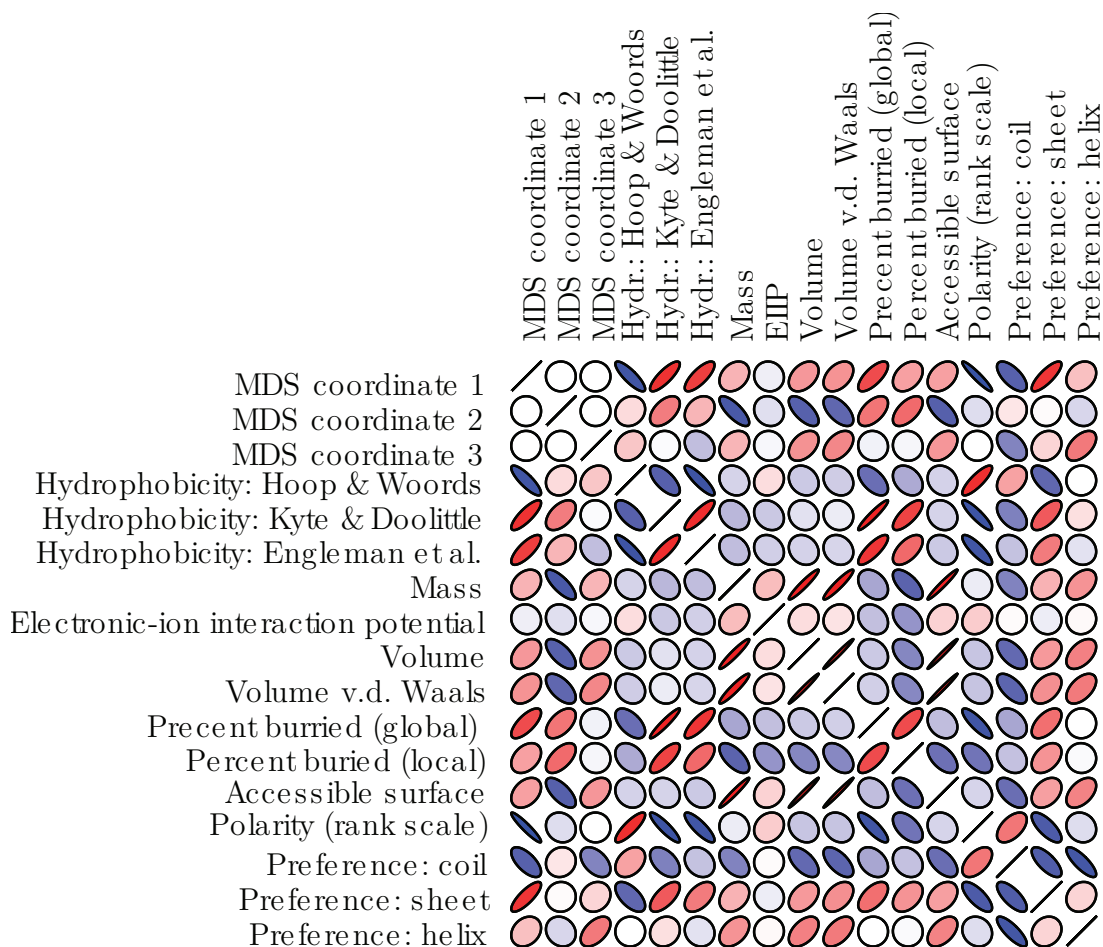 MDS coordinate 1
MDS coordinate 2
MDS coordinate 3
Hydr.: Hoop & Woords
Hydr.: Kyte & Doolittle
Hydr.: Engleman et al.
Mass
EIIP
Volume
Volume v.d. Waals
Precent burried (global)
Percent buried (local)
Accessible surface
Polarity (rank scale)
Preference: coil
Preference: sheet
Preference: helix
MDS coordinate 1
MDS coordinate 2
MDS coordinate 3
Hydrophobicity: Hoop & Woords
Hydrophobicity: Kyte & Doolittle
Hydrophobicity: Engleman et al.
Mass
Electronic-ion interaction potential
Volume
Volume v.d. Waals
Precent burried (global)
Percent buried (local)
Accessible surface
Polarity (rank scale)
Preference: coil
Preference: sheet
Preference: helix